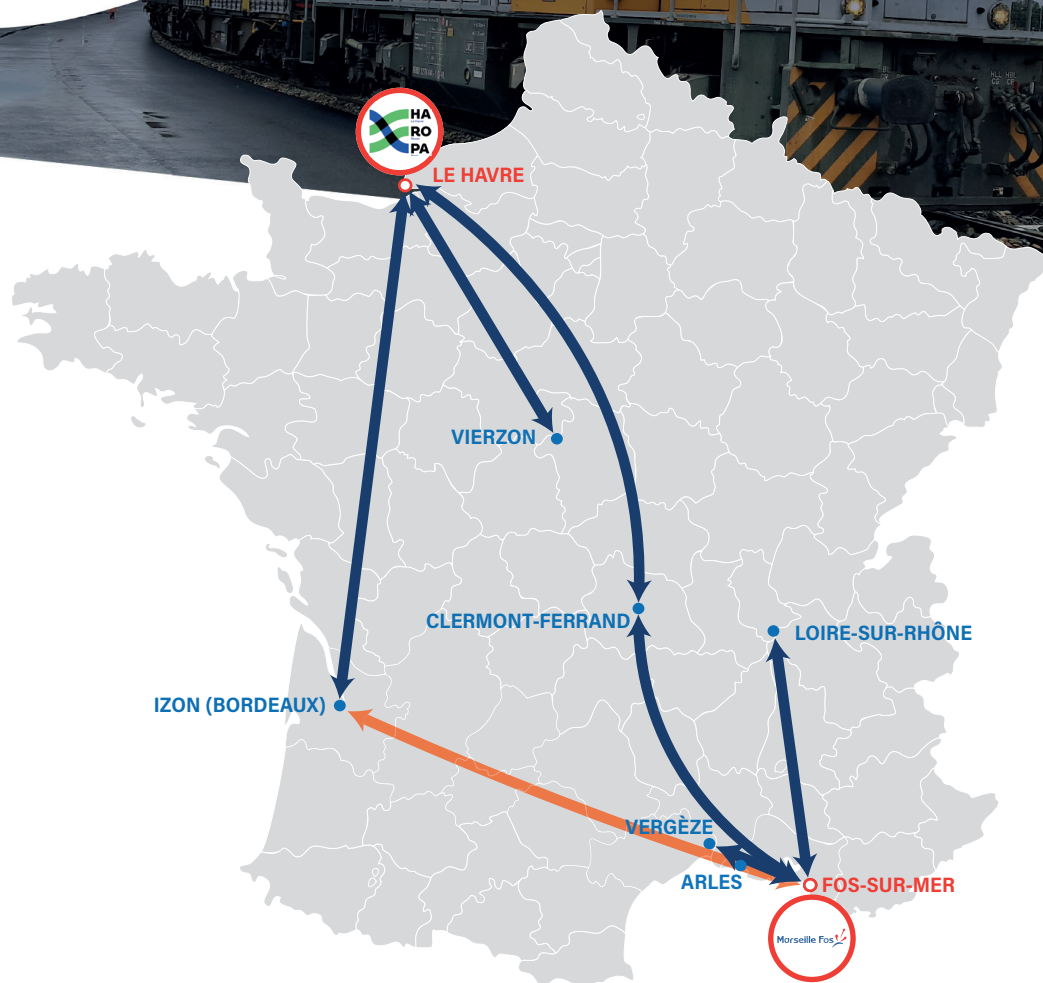 HA
RO
PA
LE HAVRE
VIERZON
CLERMONT-FERRAND
LOIRE-SUR-RHÔNE
IZON (BORDEAUX)
VERGÈZE
ARLES
FOS-SUR-MER
Marseille Fos